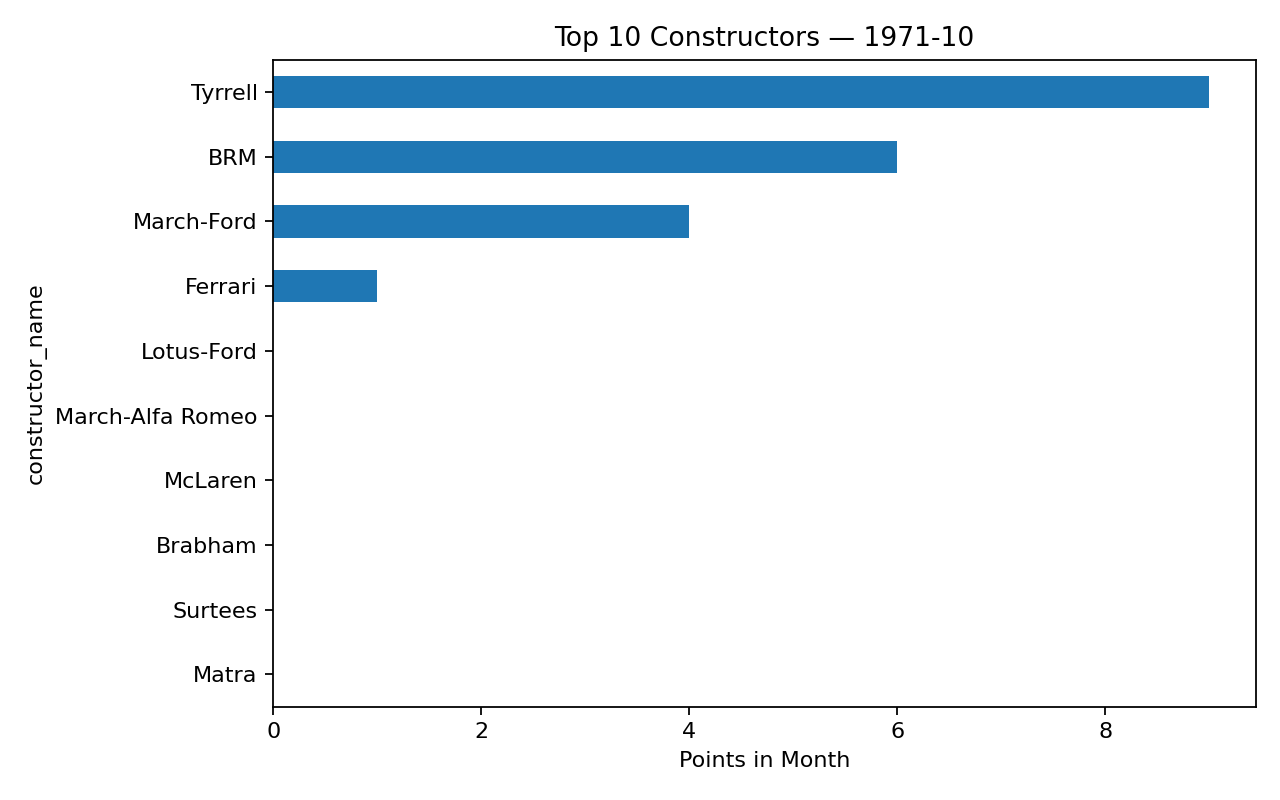 Top 10 Constructors — 1971-10
Tyrrell
BRM
March-Ford
Ferrari
Lotus-Ford
March-Alfa Romeo
McLaren
Brabham
Surtees
Matra
constructor_name
0 2 4 6 8
Points in Month